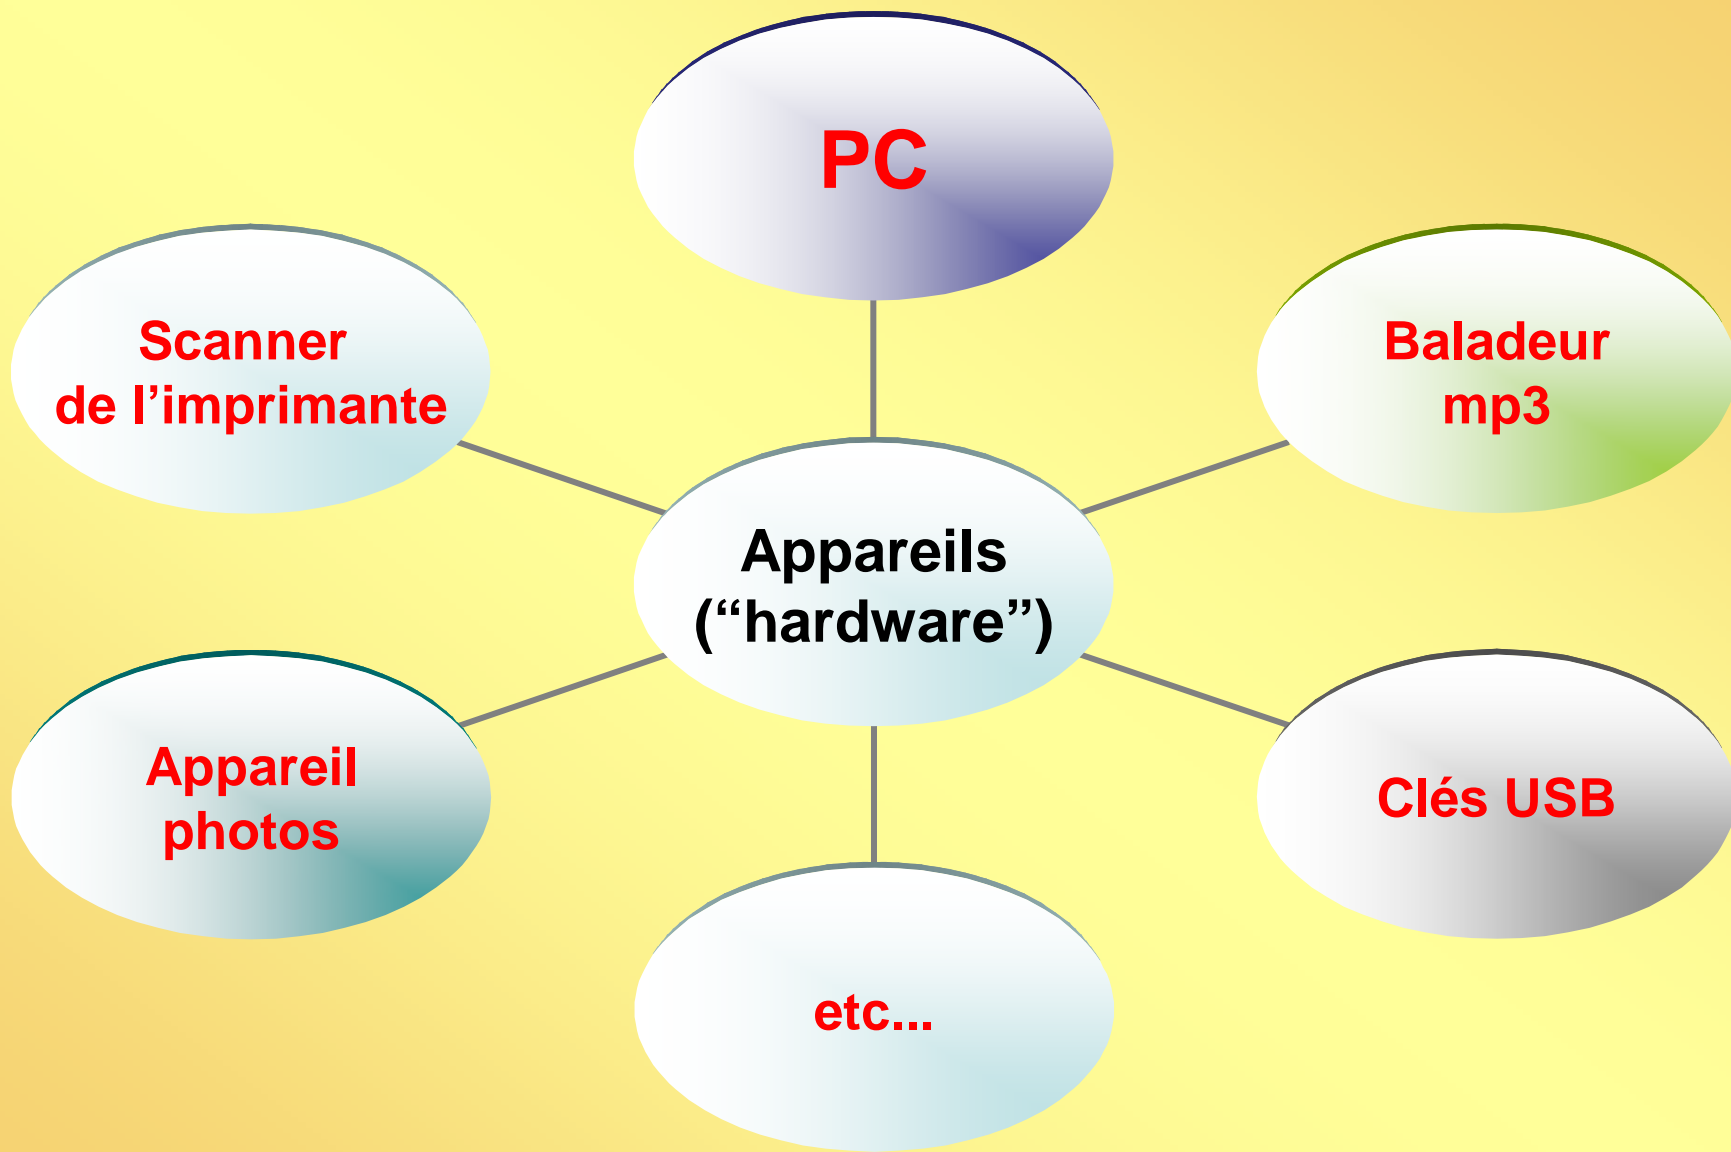 PC
Scanner
de l’imprimante
Baladeur
mp3
Appareils
(“hardware”)
Appareil
photos
Clés USB
etc...